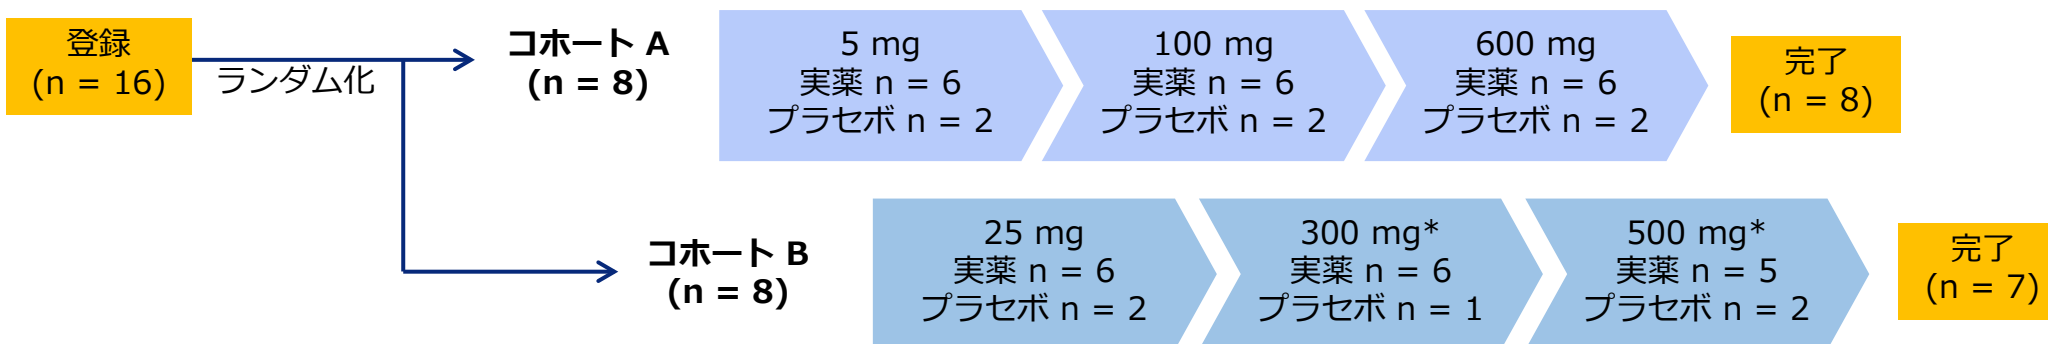 登録
(n = 16)
ランダム化
コホート A
(n = 8)
5 mg
実薬 n = 6
プラセボ n = 2
100 mg
実薬 n = 6
プラセボ n = 2
600 mg
実薬 n = 6
プラセボ n = 2
完了
(n = 8)
コホート B
(n = 8)
25 mg
実薬 n = 6
プラセボ n = 2
300 mg*
実薬 n = 6
プラセボ n = 1
500 mg*
実薬 n = 5
プラセボ n = 2
完了
(n = 7)